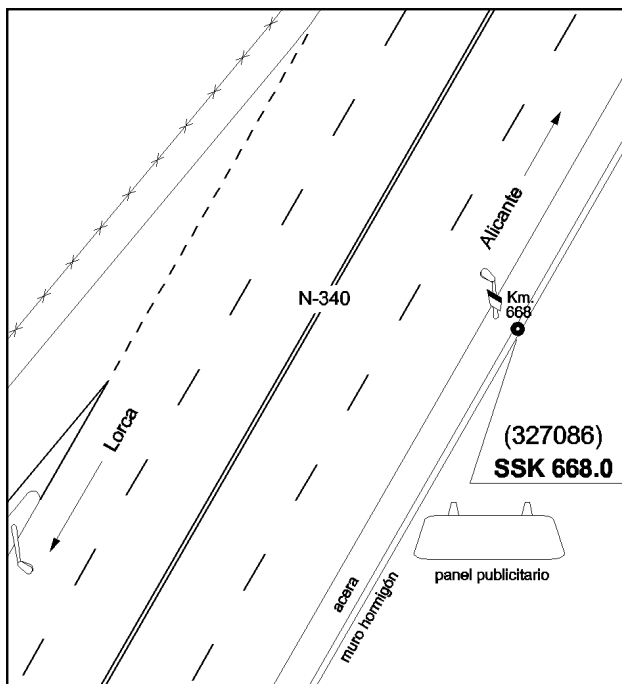 Alicante
N-340
Km.
668
Lorca
(327086)
SSK 668.0
panel publicitario
acera
muro hormigón